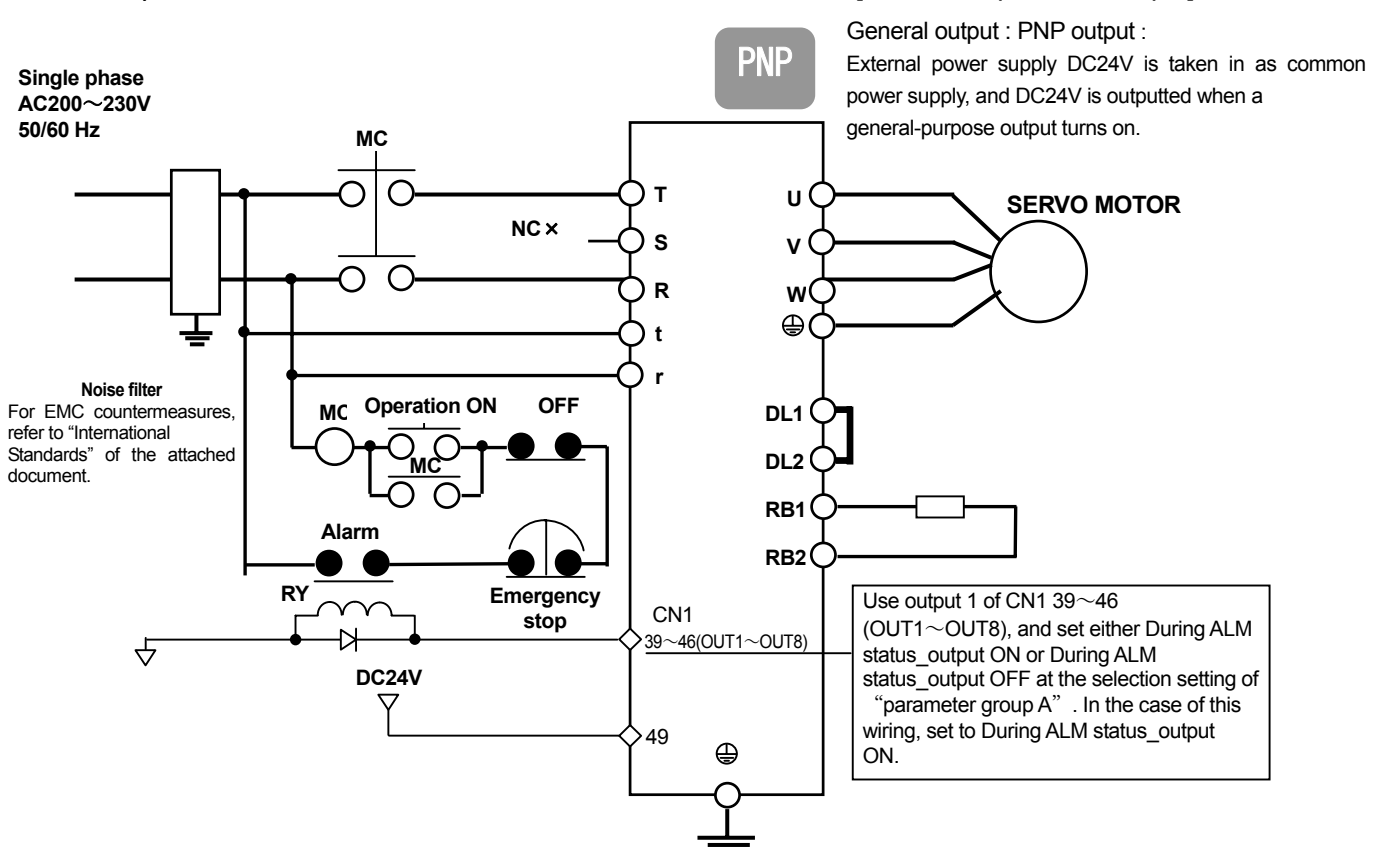 PNP
General output : PNP output :
External power supply DC24V is taken in as common
power supply, and DC24V is outputted when a
general-purpose output turns on.
Single phase
AC200～230V
50/60 Hz
MC
T
NC ×
S
R
t
r
U
V
W
SERVO MOTOR
Noise filter
For EMC countermeasures,
refer to “International
Standards” of the attached
document.
MC
Operation ON
OFF
MC
DL1
DL2
RB1
RB2
Alarm
RY
Emergency
stop
CN1
39～46(OUT1～OUT8)
DC24V
49
Use output 1 of CN1 39～46
(OUT1～OUT8), and set either During ALM
status_output ON or During ALM
status_output OFF at the selection setting of
“parameter group A”. In the case of this
wiring, set to During ALM status_output
ON.